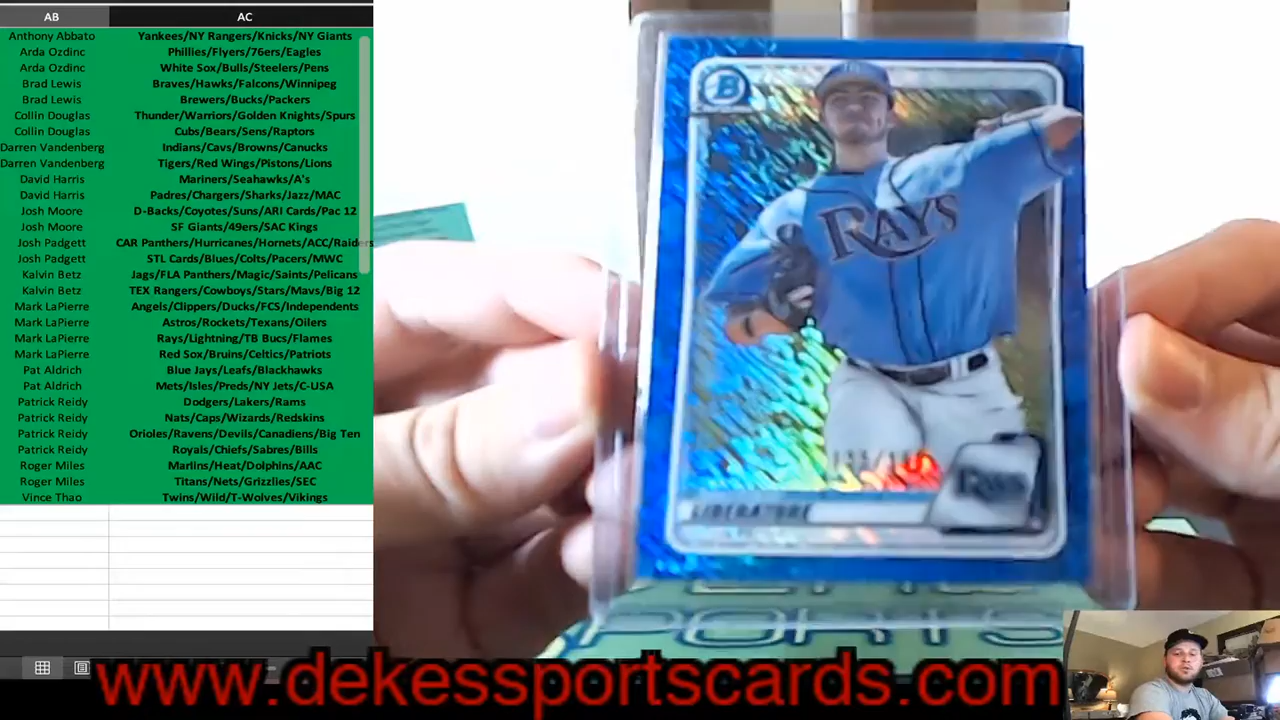 AB AC
Anthony Abbato Yankees/NY Rangers/Knicks/NY Giants
Arda Ozdinc Phillies/Flyers/76ers/Eagles
Arda Ozdinc White Sox/Bulls/Steelers/Pens
Brad Lewis Braves/Hawks/Falcons/Winnipeg
Brad Lewis Brewers/Bucks/Packers
Collin Douglas Thunder/Warriors/Golden Knights/Spurs
Collin Douglas Cubs/Bears/Sens/Raptors
Darren Vandenberg Indians/Cavs/Browns/Canucks
Darren Vandenberg Tigers/Red Wings/Pistons/Lions
David Harris Mariners/Seahawks/A's
David Harris Padres/Chargers/Sharks/Jazz/MAC
Josh Moore D-Backs/Coyotes/Suns/ARI Cards/Pac 12
Josh Moore SF Giants/49ers/SAC Kings
Josh Padgett CAR Panthers/Hurricanes/Hornets/ACC/Raiders
Josh Padgett STL Cards/Blues/Colts/Pacers/MWC
Kalvin Betz Jags/FLA Panthers/Magic/Saints/Pelicans
Kalvin Betz TEX Rangers/Cowboys/Stars/Mavs/Big 12
Mark LaPierre Angels/Clippers/Ducks/FCS/Independents
Mark LaPierre Astros/Rockets/Texans/Oilers
Mark LaPierre Rays/Lightning/TB Bucs/Flames
Mark LaPierre Red Sox/Bruins/Celtics/Patriots
Pat Aldrich Blue Jays/Leafs/Blackhawks
Pat Aldrich Mets/Isles/Preds/NY Jets/C-USA
Patrick Reidy Dodgers/Lakers/Rams
Patrick Reidy Nats/Caps/Wizards/Redskins
Patrick Reidy Orioles/Ravens/Devils/Canadiens/Big Ten
Patrick Reidy Royals/Chiefs/Sabres/Bills
Roger Miles Marlins/Heat/Dolphins/AAC
Roger Miles Titans/Nets/Grizzlies/SEC
Vince Thao Twins/Wild/T-Wolves/Vikings
B
RAYS
RAYS
LIBERATORE
SPORTS
www.dekessportscards.com